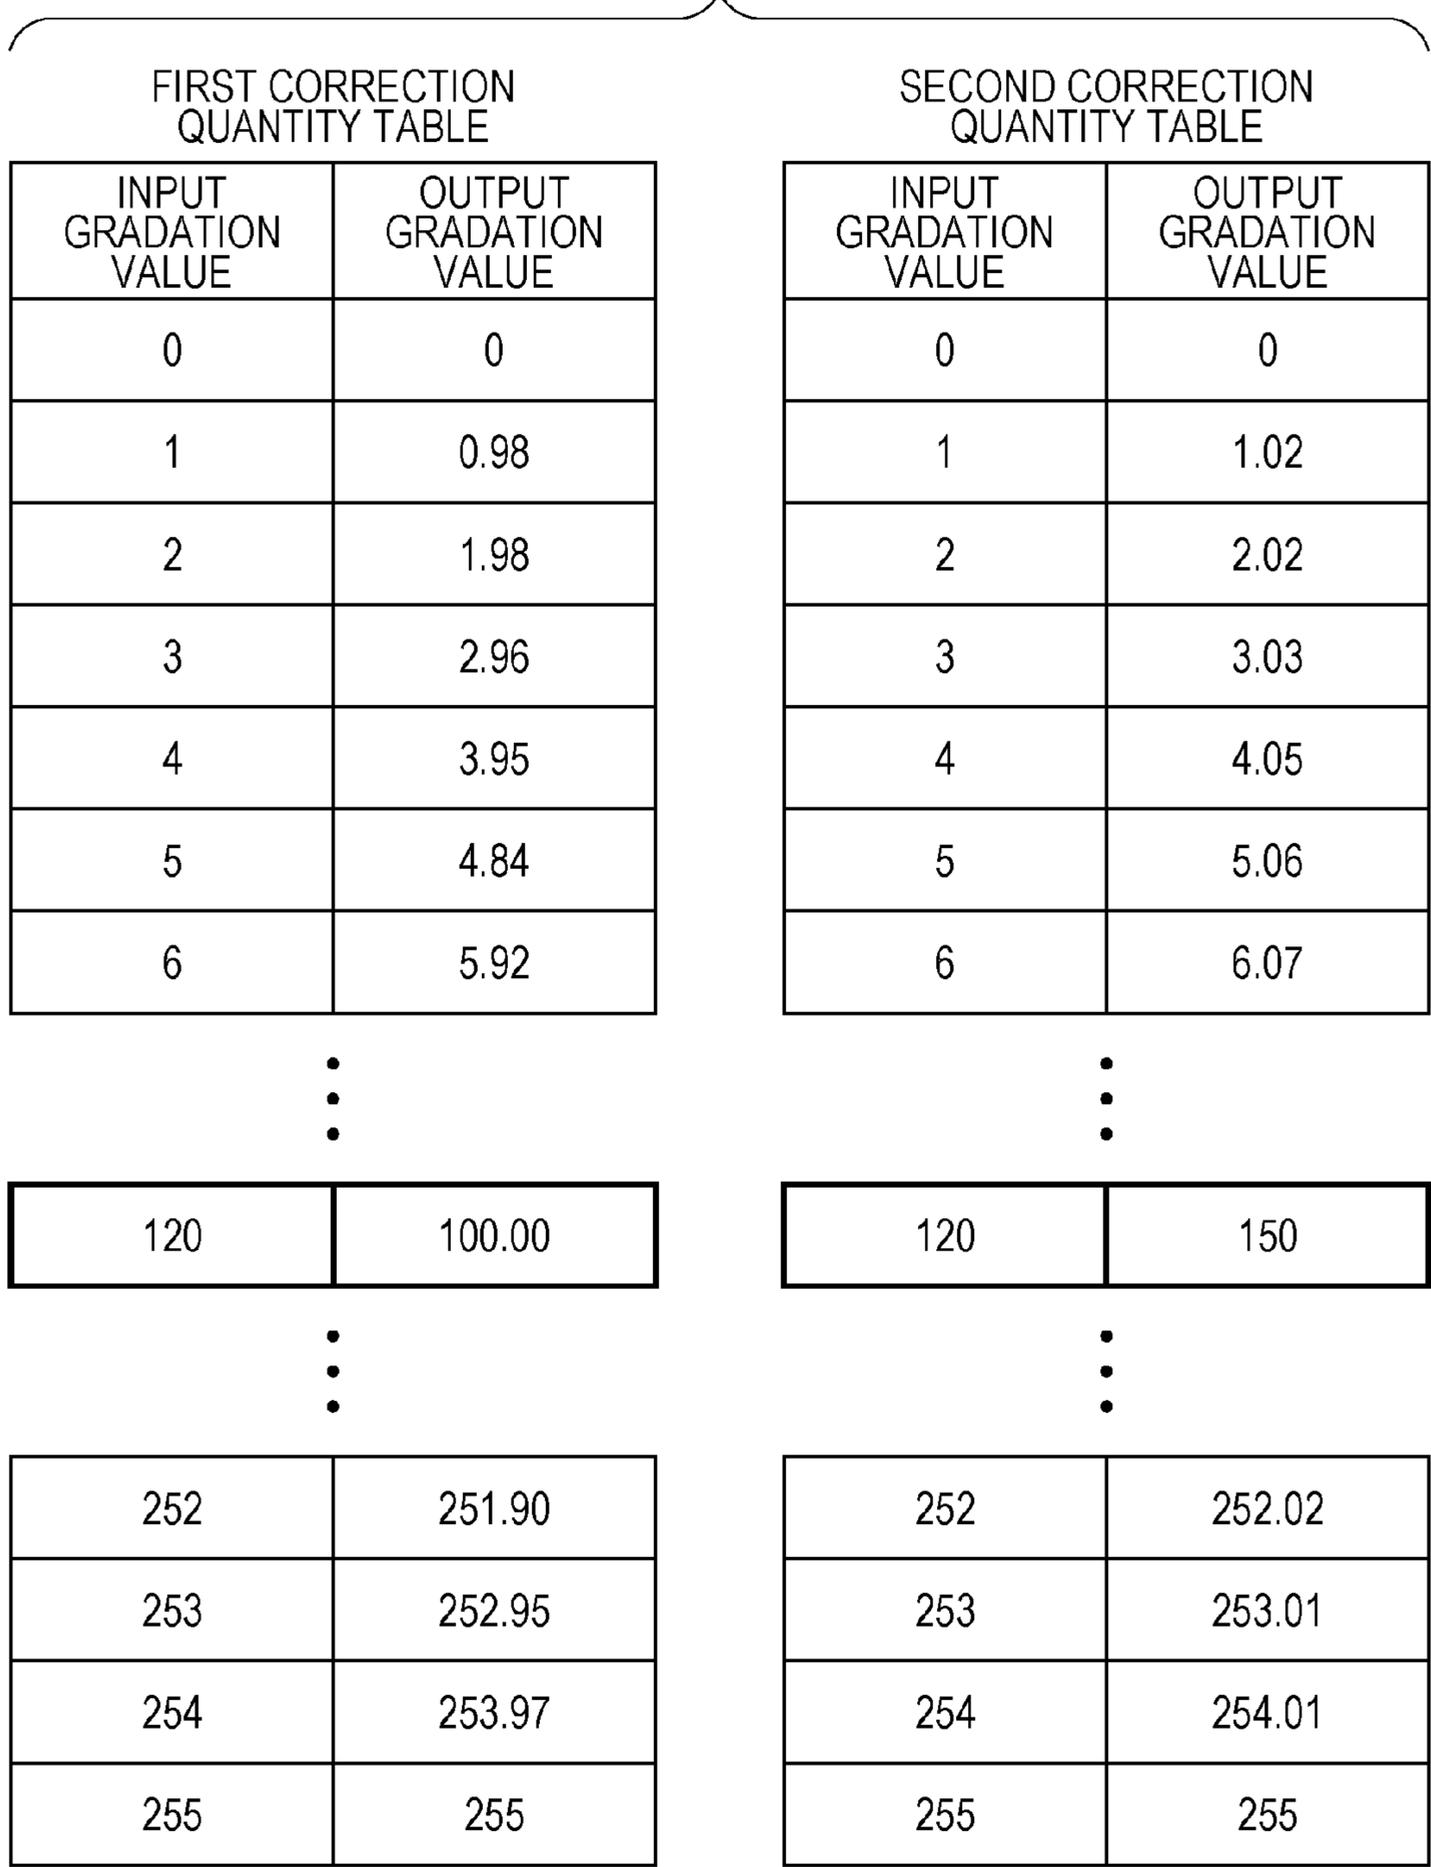 FIRST CORRECTION
QUANTITY TABLE
INPUT
GRADATION
VALUE
OUTPUT
GRADATION
VALUE
0 0
1 0.98
2 1.98
3 2.96
4 3.95
5 4.84
6 5.92
120 100.00
252 251.90
253 252.95
254 253.97
255 255
SECOND CORRECTION
QUANTITY TABLE
INPUT
GRADATION
VALUE
OUTPUT
GRADATION
VALUE
0 0
1 1.02
2 2.02
3 3.03
4 4.05
5 5.06
6 6.07
120 150
252 252.02
253 253.01
254 254.01
255 255